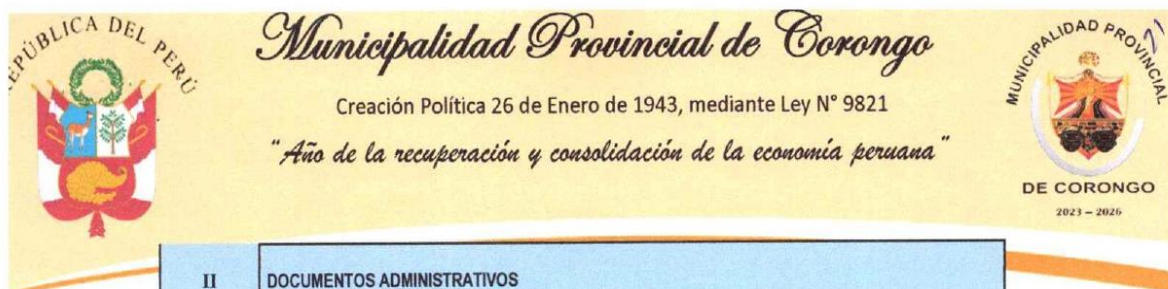 REPÚBLICA DEL PERÚ
Municipalidad Provincial de Corongo
Creación Política 26 de Enero de 1943, mediante Ley N° 9821
"Año de la recuperación y consolidación de la economía peruana"
MUNICIPALIDAD PROVINCIAL
DE CORONGO
2023 – 2026
II DOCUMENTOS ADMINISTRATIVOS